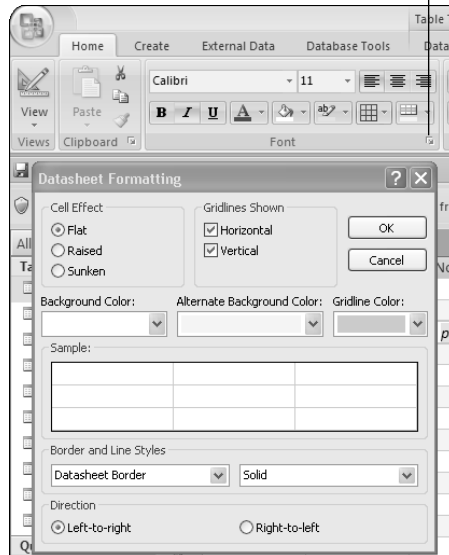 Table T
Home Create External Data Database Tools Data
Calibri 11
View Paste B I U A ab
Views Clipboard Font
Datasheet Formatting ? X
Cell Effect Gridlines Shown
Flat Horizontal OK
Raised Vertical
Sunken Cancel
Background Color: Alternate Background Color: Gridline Color:
Sample:
Border and Line Styles
Datasheet Border Solid
Direction
Left-to-right Right-to-left
fr
All
Ta
No
p
Qu